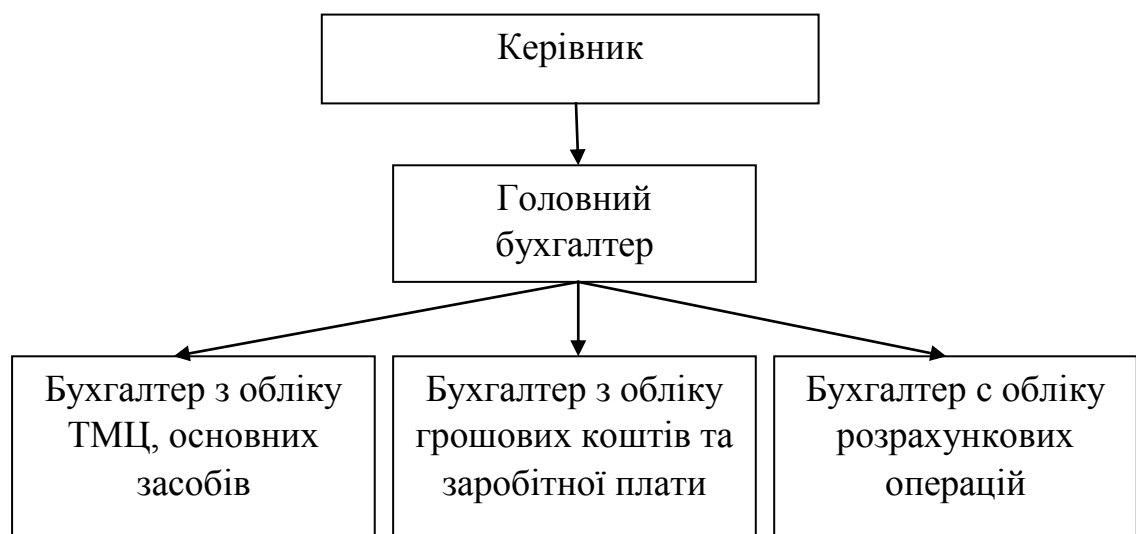 Керівник
Головний
бухгалтер
Бухгалтер з обліку
ТМЦ, основних
засобів
Бухгалтер з обліку
грошових коштів та
заробітної плати
Бухгалтер с обліку
розрахункових
операцій